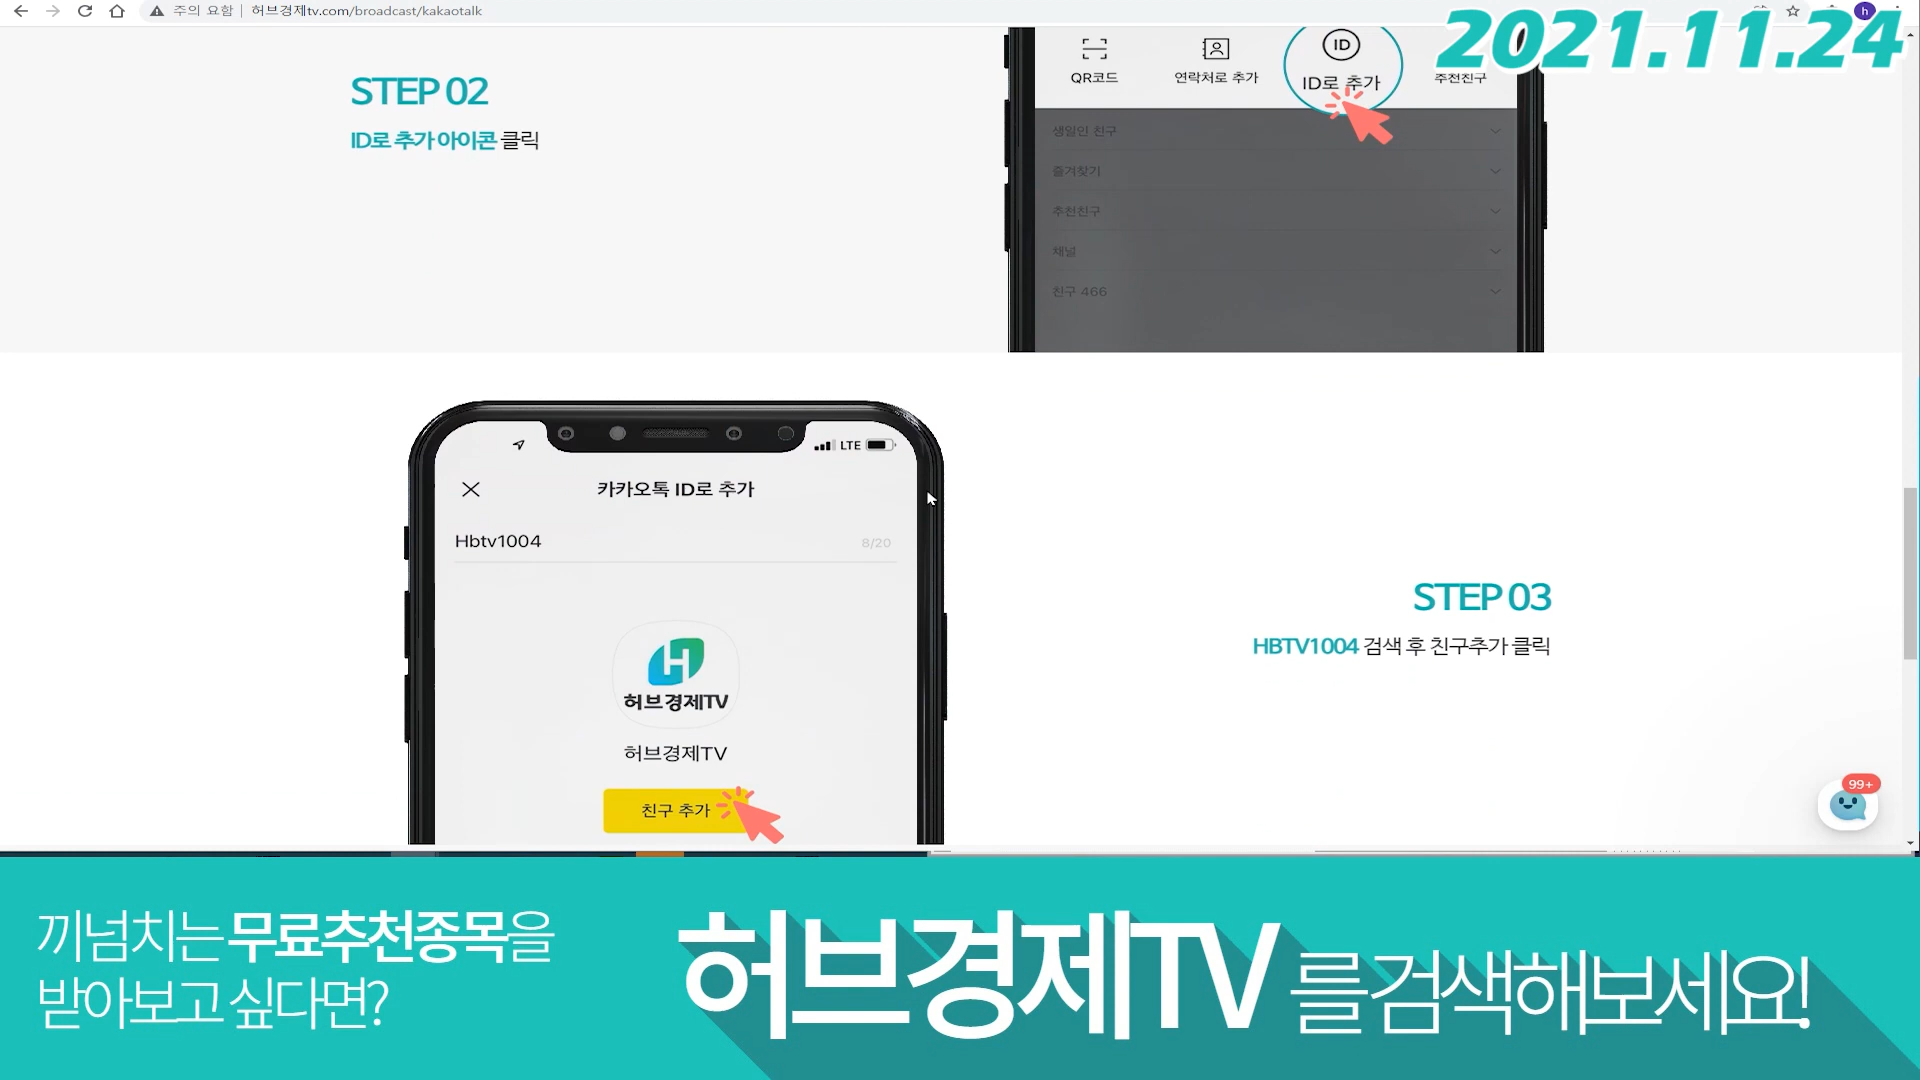 주의 요함 | 허브경제tv.com/broadcast/kakaotalk
h
2021.11.24
STEP 02
ID로 추가 아이콘 클릭
QR코드
연락처로 추가
ID
ID로 추가
추천친구
생일인 친구
즐겨찾기
추천친구
채널
친구 466
LTE
카카오톡 ID로 추가
Hbtv1004
8/20
H
허브경제TV
허브경제TV
친구 추가
STEP 03
HBTV1004 검색 후 친구추가 클릭
99+
끼넘치는 무료추천종목을
받아보고 싶다면?
허브경제TV를 검색해보세요!